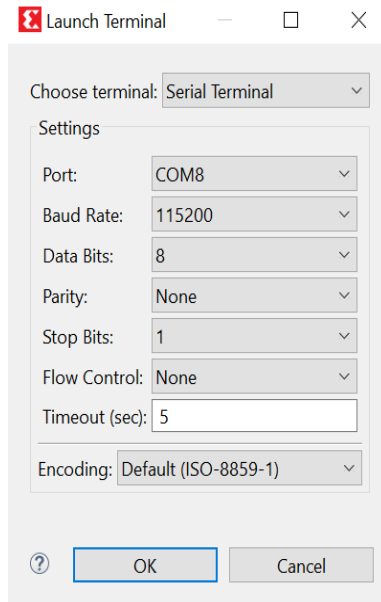 Launch Terminal
Choose terminal: Serial Terminal
Settings
Port: COM8
Baud Rate: 115200
Data Bits: 8
Parity: None
Stop Bits: 1
Flow Control: None
Timeout (sec): 5
Encoding: Default (ISO-8859-1)
? OK Cancel